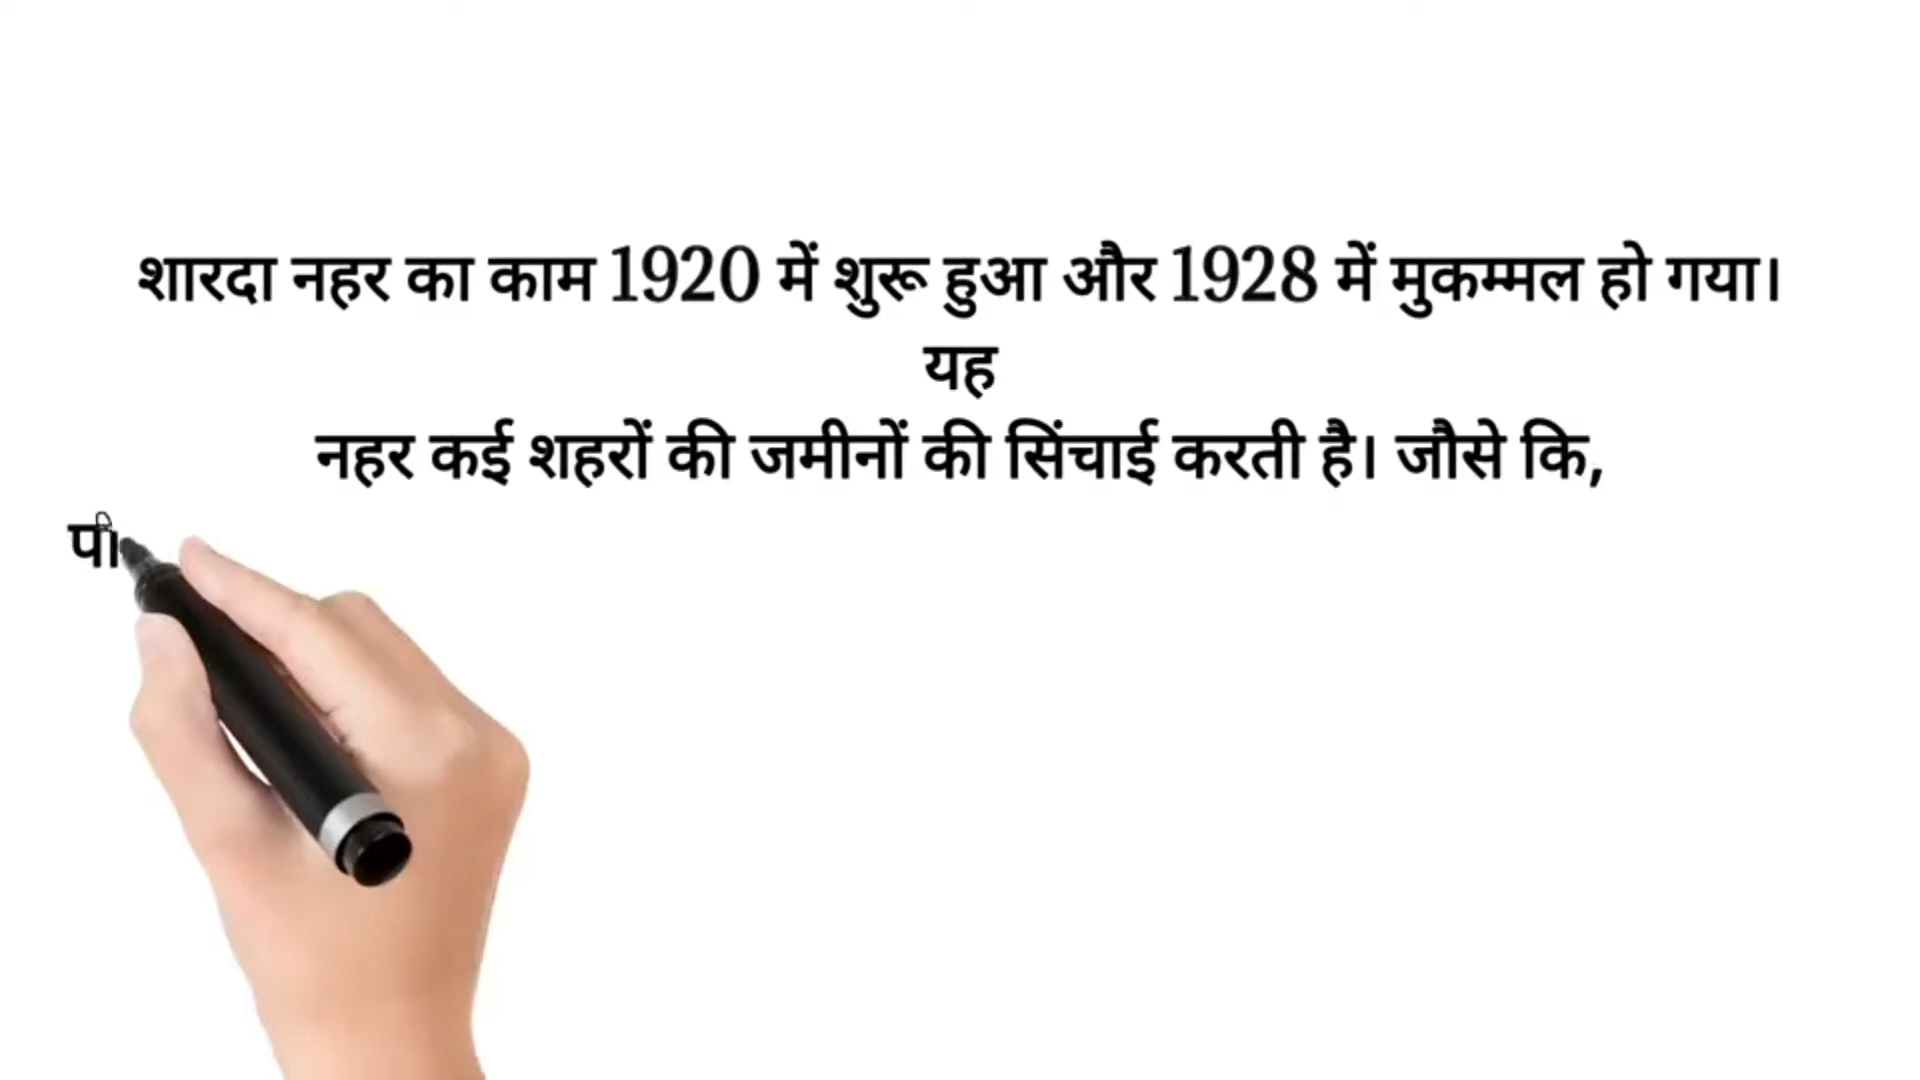 शारदा नहर का काम 1920 में शुरू हुआ और 1928 में मुकम्मल हो गया।
यह
नहर कई शहरों की जमीनों की सिंचाई करती है। जौसे कि,
पी